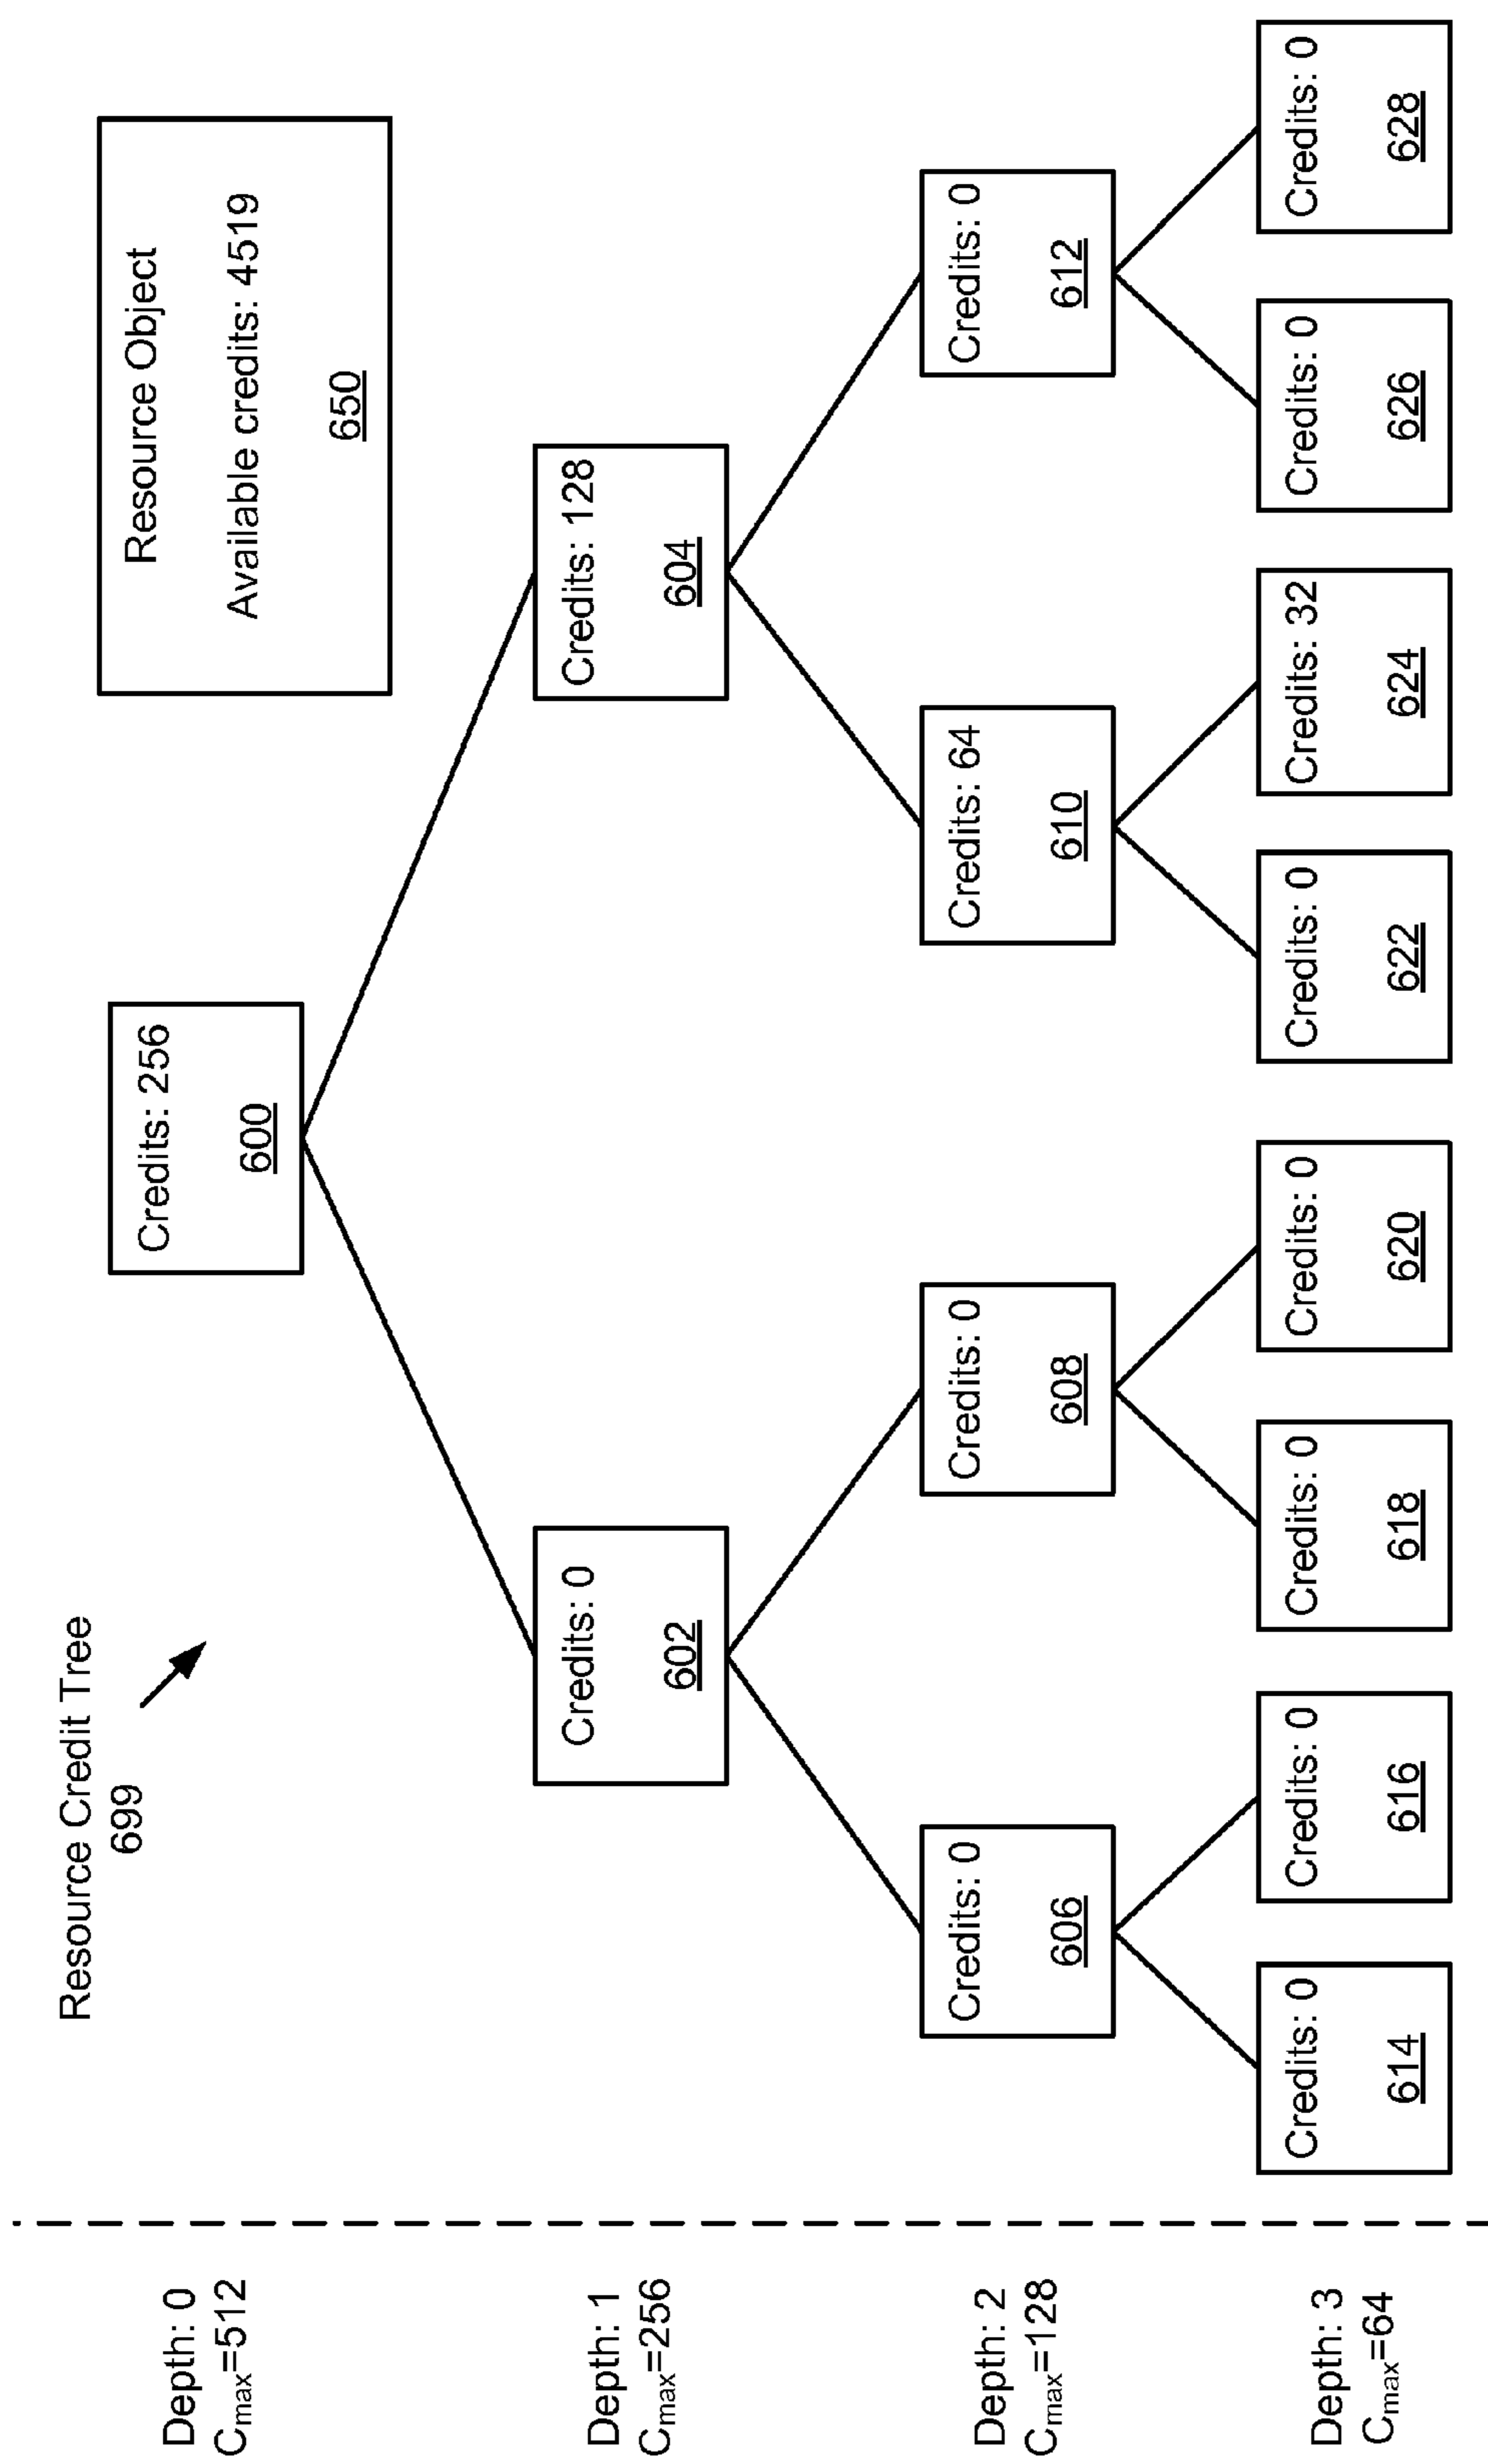 Resource Credit Tree
699
Resource Object
Available credits: 4519
650
Depth: 0
Cmax=512
Credits: 256
600
Depth: 1
Cmax=256
Credits: 0
602
Credits: 128
604
Depth: 2
Cmax=128
Credits: 0
606
Credits: 0
608
Credits: 64
610
Credits: 0
612
Depth: 3
Cmax=64
Credits: 0
614
Credits: 0
616
Credits: 0
618
Credits: 0
620
Credits: 0
622
Credits: 32
624
Credits: 0
626
Credits: 0
628